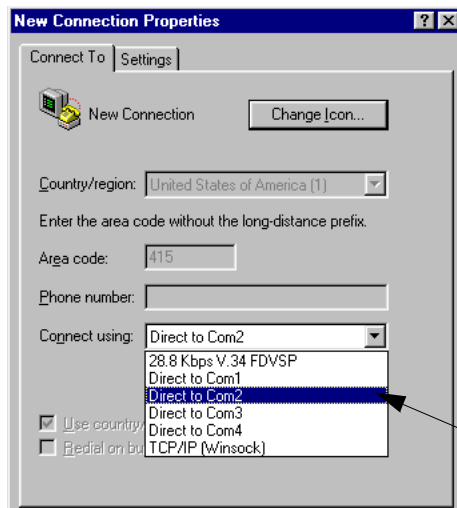 New Connection Properties
Connect To Settings
New Connection Change Icon...
Country/region: United States of America (1)
Enter the area code without the long-distance prefix.
Area code: 415
Phone number:
Connect using: Direct to Com2
28.8 Kbps V.34 FDVSP
Direct to Com1
Direct to Com2
Direct to Com3
Use country/
Direct to Com4
Redial on bu
TCP/IP (Winsock)